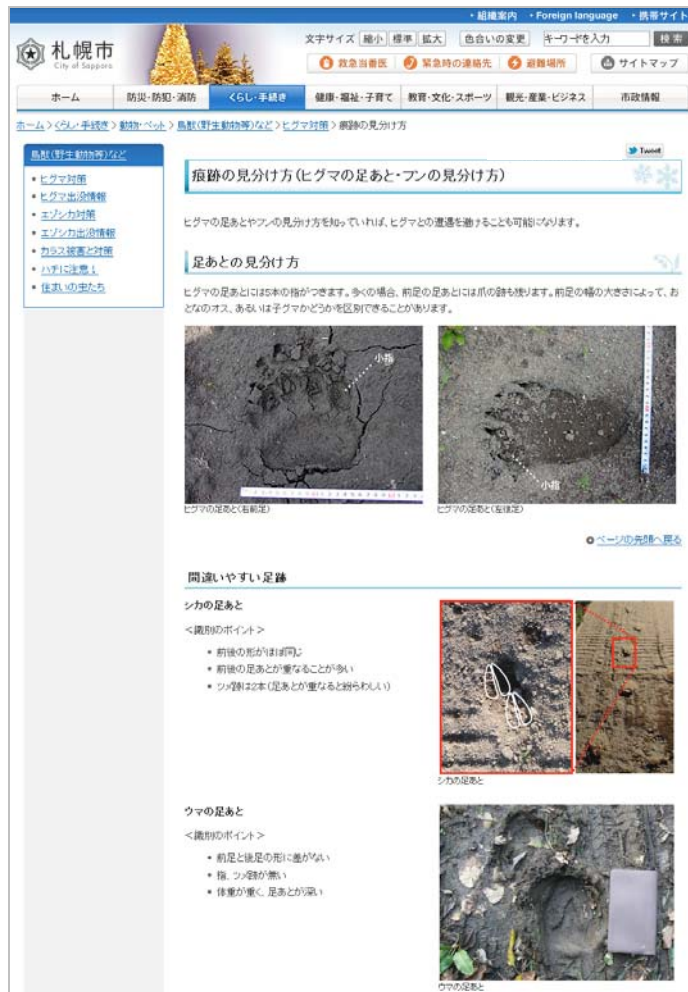 ・組織案内 ・Foreign language ・携帯サイト
札幌市
City of Sapporo
文字サイズ 縮小 標準 拡大 色合いの変更 キーワードを入力 検索
救急当番医 緊急時の連絡先 避難場所 サイトマップ
ホーム 防災・防犯・消防 くらし・手続き 健康・福祉・子育て 教育・文化・スポーツ 観光・産業・ビジネス 市政情報
ホーム > くらし・手続き > 動物・ペット > 鳥獣(野生動物等)など > ヒグマ対策 > 痕跡の見分け方
鳥獣(野生動物等)など
ヒグマ対策
ヒグマ出没情報
エゾシカ対策
エゾシカ出没情報
カラス被害と対策
ハチに注意!
住まいの虫たち
Tweet
痕跡の見分け方(ヒグマの足あと・フンの見分け方)
ヒグマの足あとやフンの見分け方を知っていれば、ヒグマとの遭遇を避けることも可能になります。
足あとの見分け方
ヒグマの足あとには5本の指がつきます。多くの場合、前足の足あとには爪の跡も残ります。前足の幅の大きさによって、お
となのオス、あるいは子グマかどうかを区別できることがあります。
小指
小指
ヒグマの足あと(右前足)
ヒグマの足あと(左後足)
ページの先頭へ戻る
間違いやすい足跡
シカの足あと
<識別のポイント>
前後の形がほぼ同じ
前後の足あとが重なることが多い
ツメ跡は2本(足あとが重なると紛らわしい)
シカの足あと
ウマの足あと
<識別のポイント>
前足と後足の形に差がない
指、ツメ跡が無い
体重が重く、足あとが深い
ウマの足あと